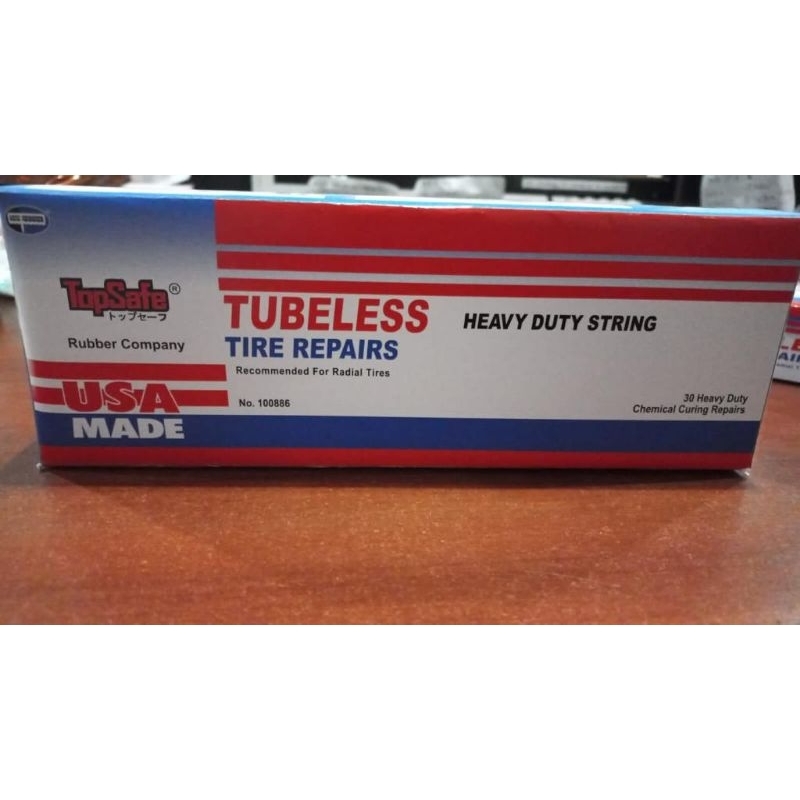 TopSafe®
トップセーフ
Rubber Company
USA
MADE
TUBELESS
TIRE REPAIRS
Recommended For Radial Tires
No. 100886
HEAVY DUTY STRING
30 Heavy Duty
Chemical Curing Repairs